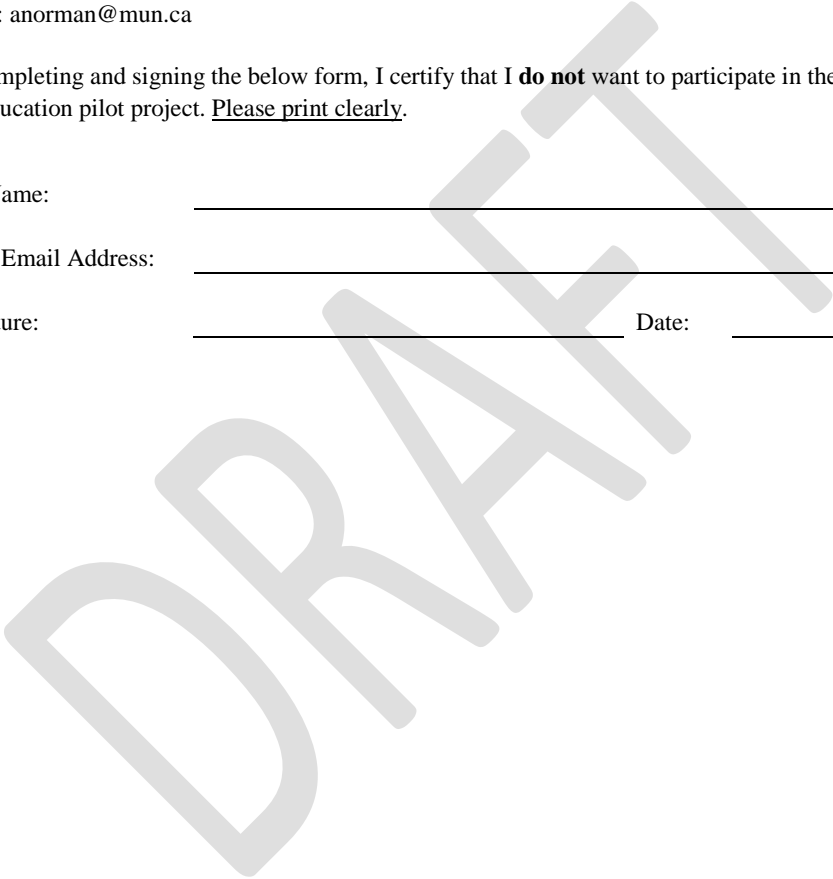 : anorman@mun.ca
mpleting and signing the below form, I certify that I do not want to participate in the
ucation pilot project. Please print clearly.
ame:
Email Address:
ure:
Date:
DRAFT